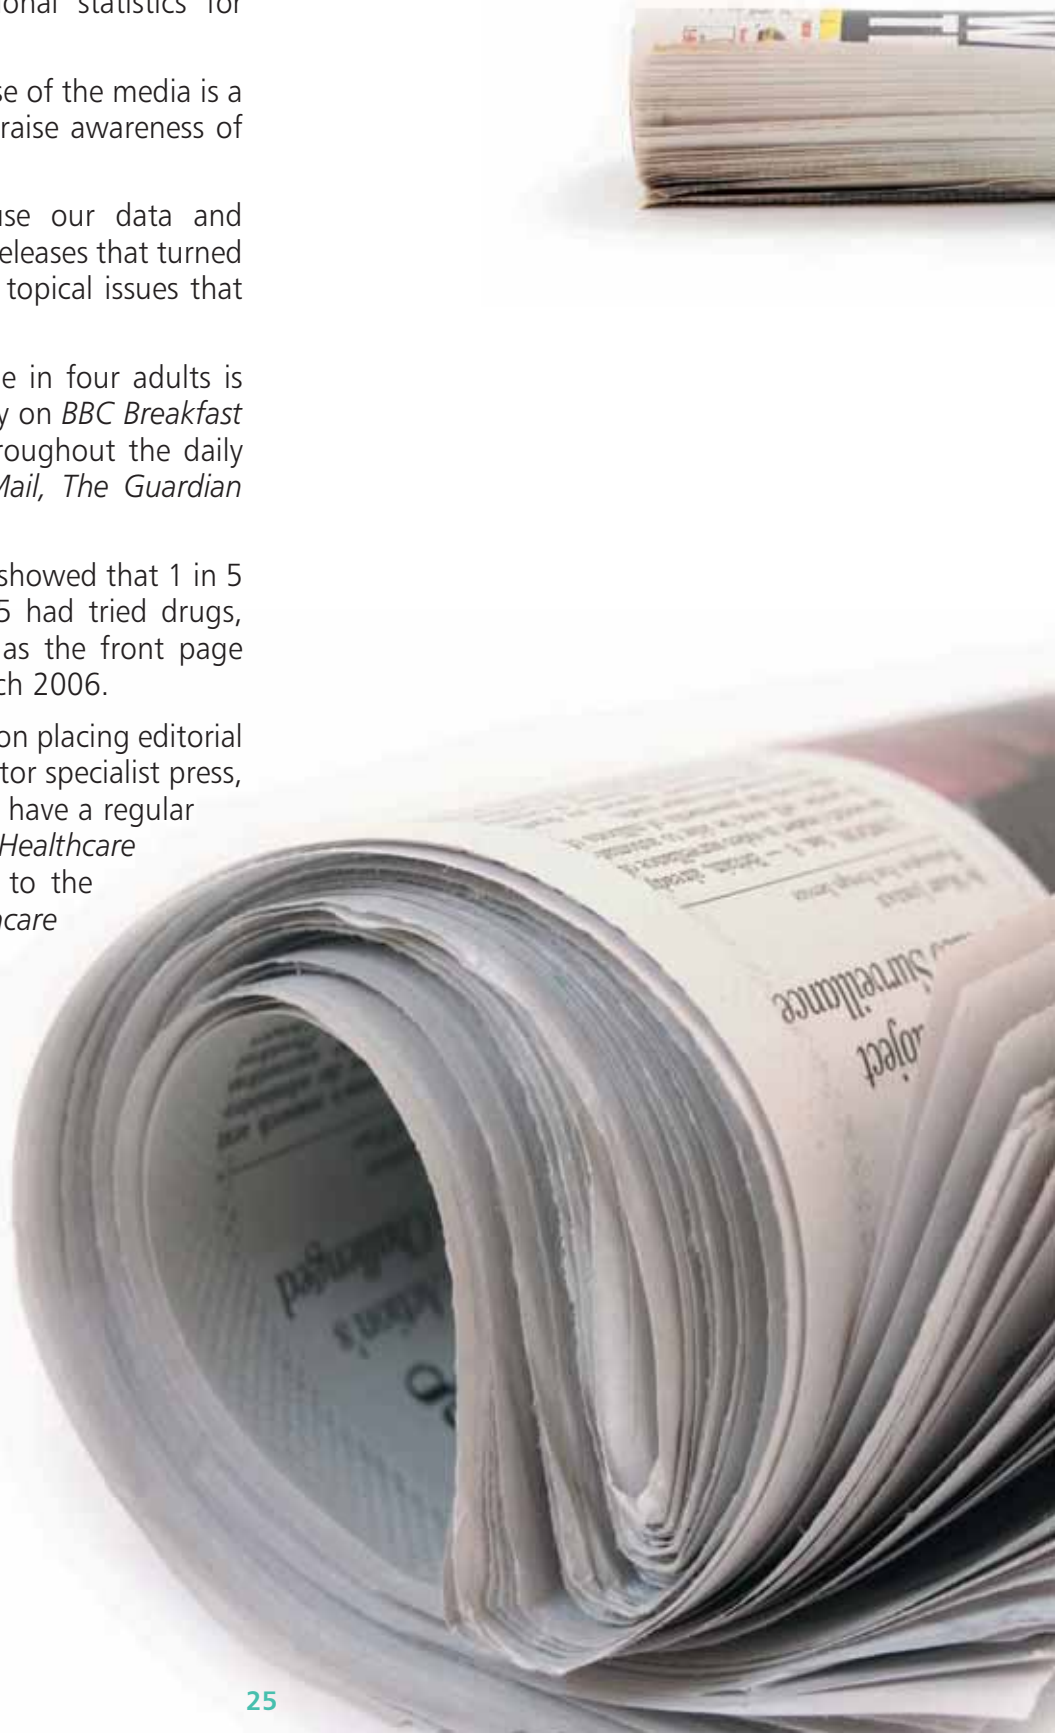 onal statistics for
se of the media is a
raise awareness of
use our data and
eleases that turned
topical issues that
e in four adults is
y on BBC Breakfast
roughout the daily
Mail, The Guardian
showed that 1 in 5
5 had tried drugs,
as the front page
ch 2006.
on placing editorial
tor specialist press,
have a regular
Healthcare
to the
care
oject
Surveillance
Challenged
25